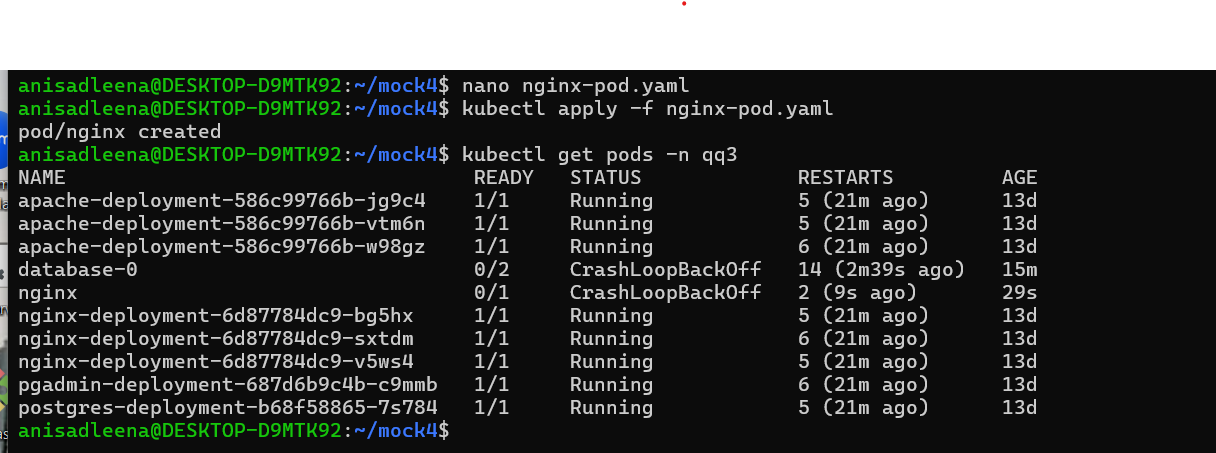 anisadleena@DESKTOP-D9MTK92:~/mock4$ nano nginx-pod.yaml
anisadleena@DESKTOP-D9MTK92:~/mock4$ kubectl apply -f nginx-pod.yaml
pod/nginx created
anisadleena@DESKTOP-D9MTK92:~/mock4$ kubectl get pods -n qq3
NAME READY STATUS RESTARTS AGE
apache-deployment-586c99766b-jg9c4 1/1 Running 5 (21m ago) 13d
apache-deployment-586c99766b-vtm6n 1/1 Running 5 (21m ago) 13d
apache-deployment-586c99766b-w98gz 1/1 Running 6 (21m ago) 13d
database-0 0/2 CrashLoopBackOff 14 (2m39s ago) 15m
nginx 0/1 CrashLoopBackOff 2 (9s ago) 29s
nginx-deployment-6d87784dc9-bg5hx 1/1 Running 5 (21m ago) 13d
nginx-deployment-6d87784dc9-sxtdm 1/1 Running 6 (21m ago) 13d
nginx-deployment-6d87784dc9-v5ws4 1/1 Running 5 (21m ago) 13d
pgadmin-deployment-687d6b9c4b-c9mmb 1/1 Running 6 (21m ago) 13d
postgres-deployment-b68f58865-7s784 1/1 Running 5 (21m ago) 13d
anisadleena@DESKTOP-D9MTK92:~/mock4$